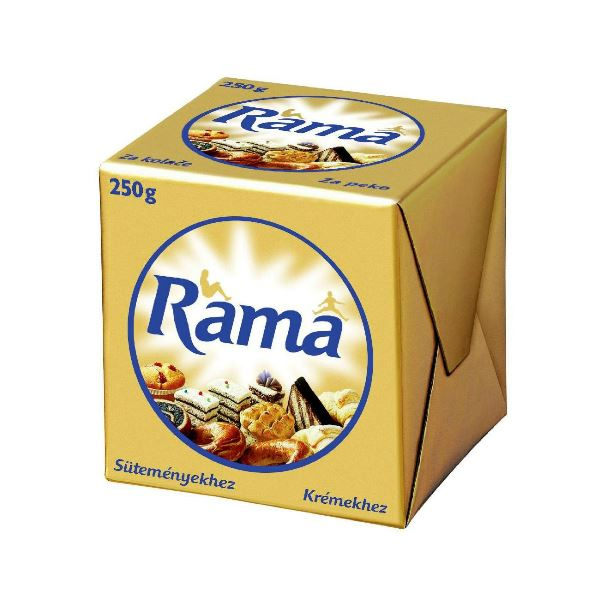 250g
Rama
Za kolače
Za peko
250g
Rama
Süteményekhez
Krémekhez